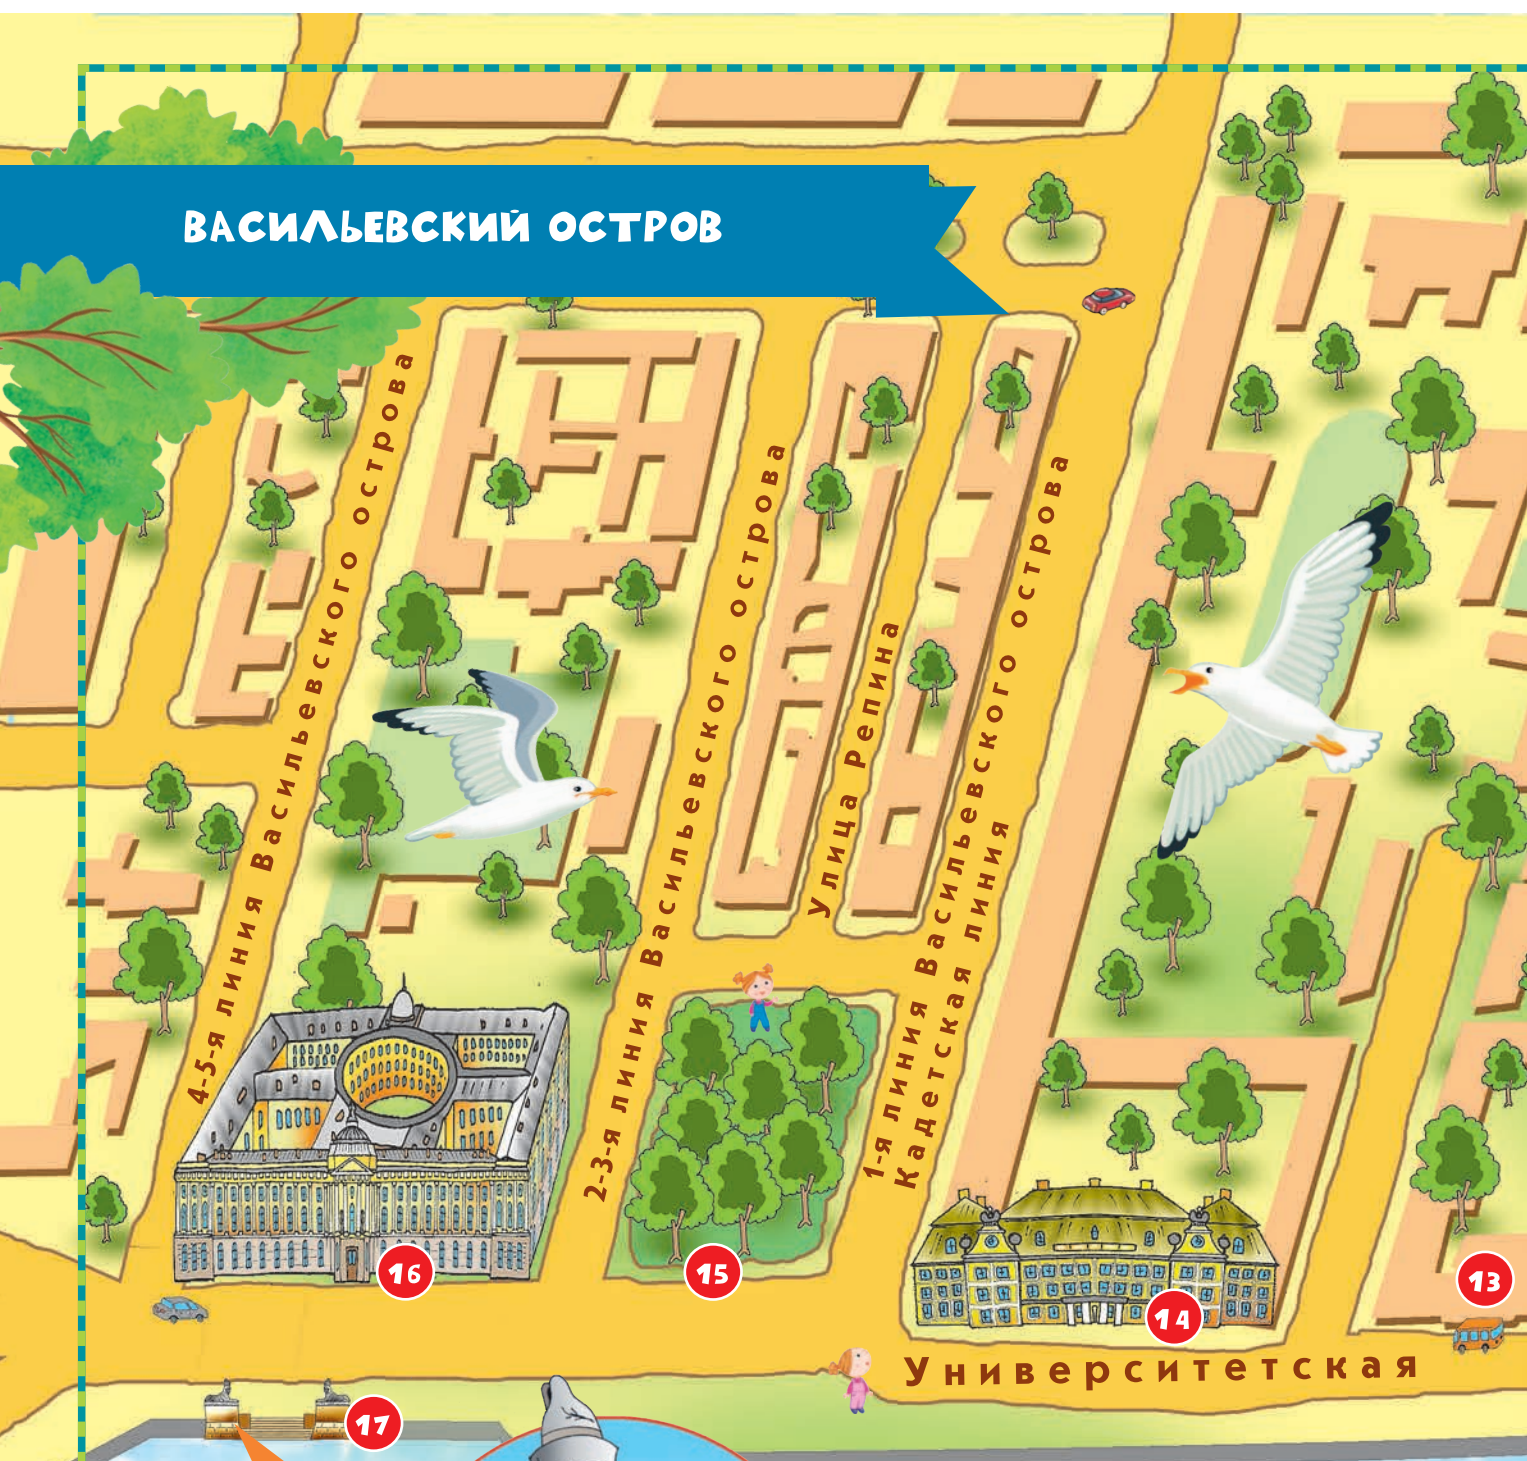 ВАСИЛЬЕВСКИЙ ОСТРОВ
4-5-я линия Васильевского острова
2-3-я линия Васильевского острова
Улица Репина
1-я линия Васильевского острова
Кадетская линия
16
15
14
13
Университетская
17